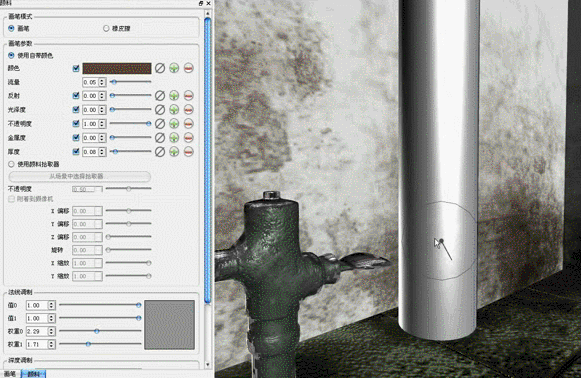 颜料
画笔模式
画笔
橡皮擦
画笔参数
使用自带颜色
颜色
流量 0.05
反射 0.00
光泽度 0.00
不透明度 1.00
金属度 0.00
厚度 0.08
使用颜料拾取器
从场景中选择拾取器
不透明度 0.00
附着到摄像机
X 偏移 0.00
Y 偏移 0.00
Z 偏移 0.00
旋转 0.00
X 缩放 1.00
Y 缩放 1.00
法线调制
值0 1.00
值1 1.00
权重0 2.29
权重1 1.71
深度调制
画笔 颜料